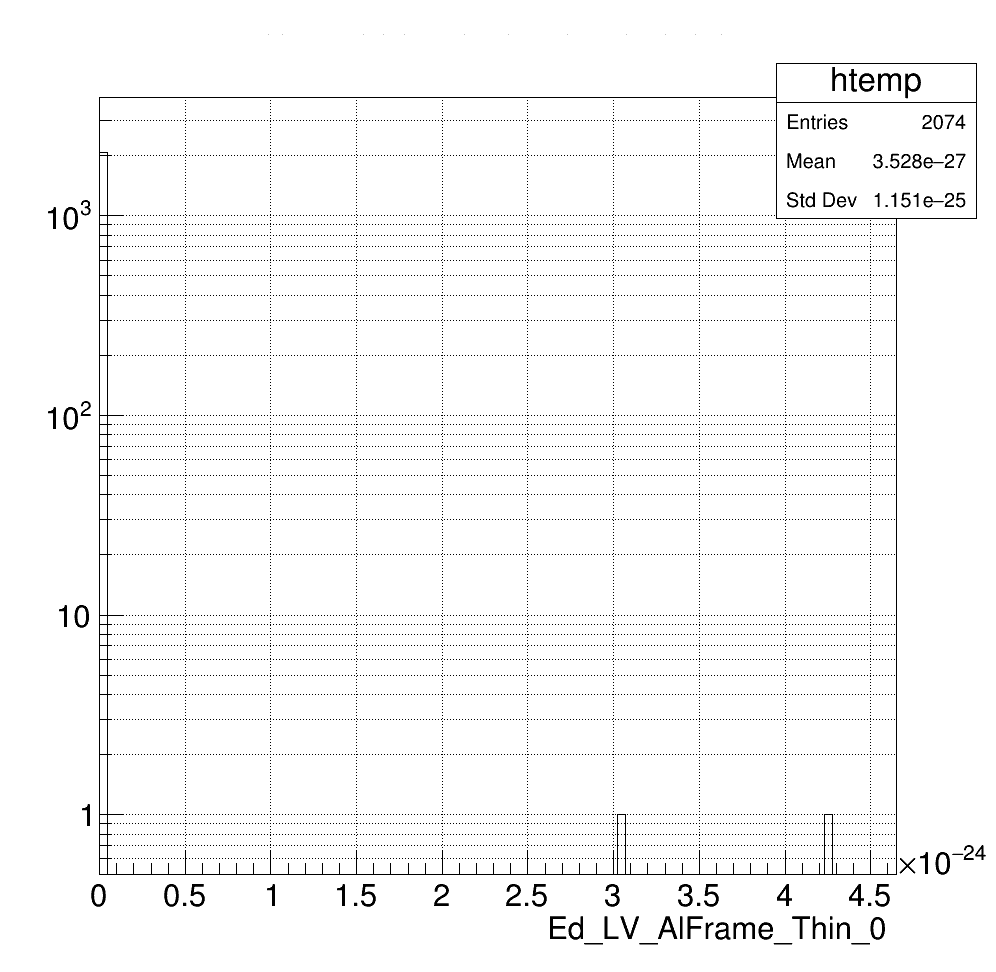 htemp
Entries 2074
Mean 3.528e–27
Std Dev 1.151e–25
10³
10²
10
1
0 0.5 1 1.5 2 2.5 3 3.5 4 4.5
×10⁻²⁴
Ed_LV_AlFrame_Thin_0